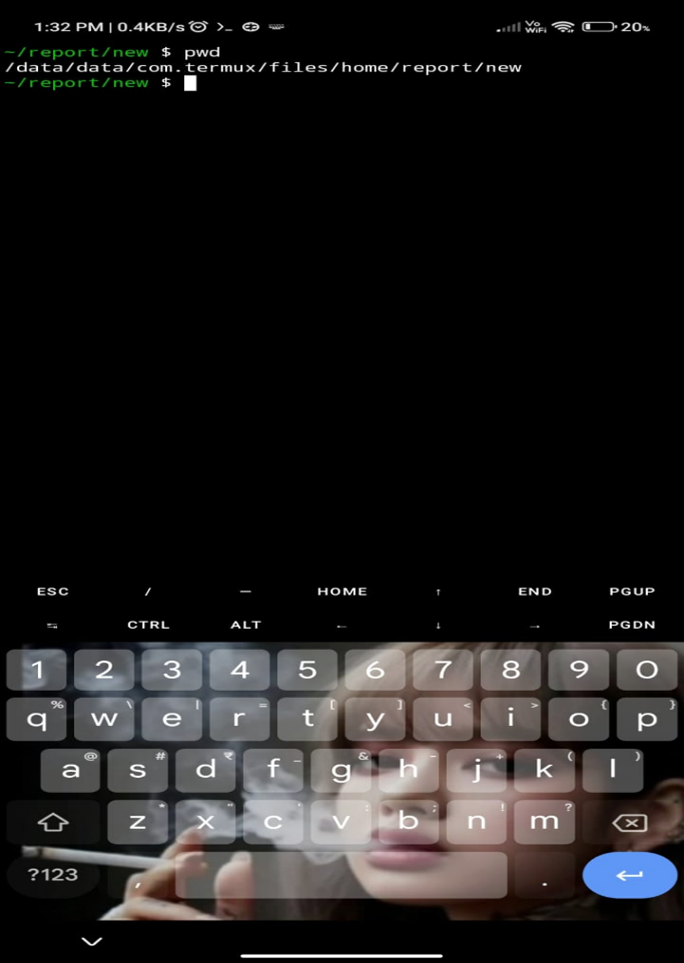 1:32 PM | 0.4KB/s >_ Vo WiFi 20%
~/report/new $ pwd
/data/data/com.termux/files/home/report/new
~/report/new $
ESC / — HOME ↑ END PGUP
⇆ CTRL ALT ← ↓ → PGDN
1 2 3 4 5 6 7 8 9 0
% \ | = [ ] < > { }
q w e r t y u i o p
@ # ₹ _ & - + ( )
a s d f g h j k l
* " ' : ; ! ?
z x c v b n m
?123 , .